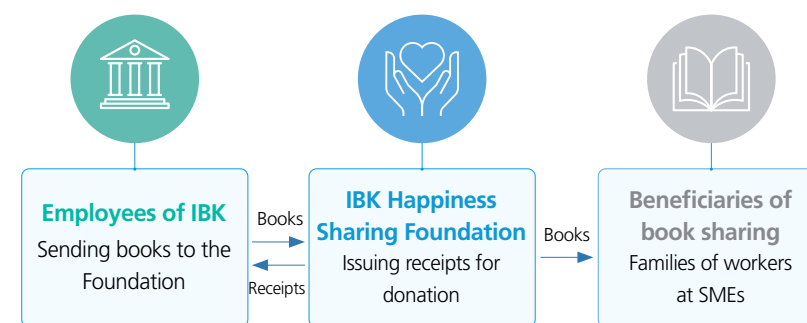 Employees of IBK
Sending books to the
Foundation
Books
Receipts
IBK Happiness
Sharing Foundation
Issuing receipts for
donation
Books
Beneficiaries of
book sharing
Families of workers
at SMEs